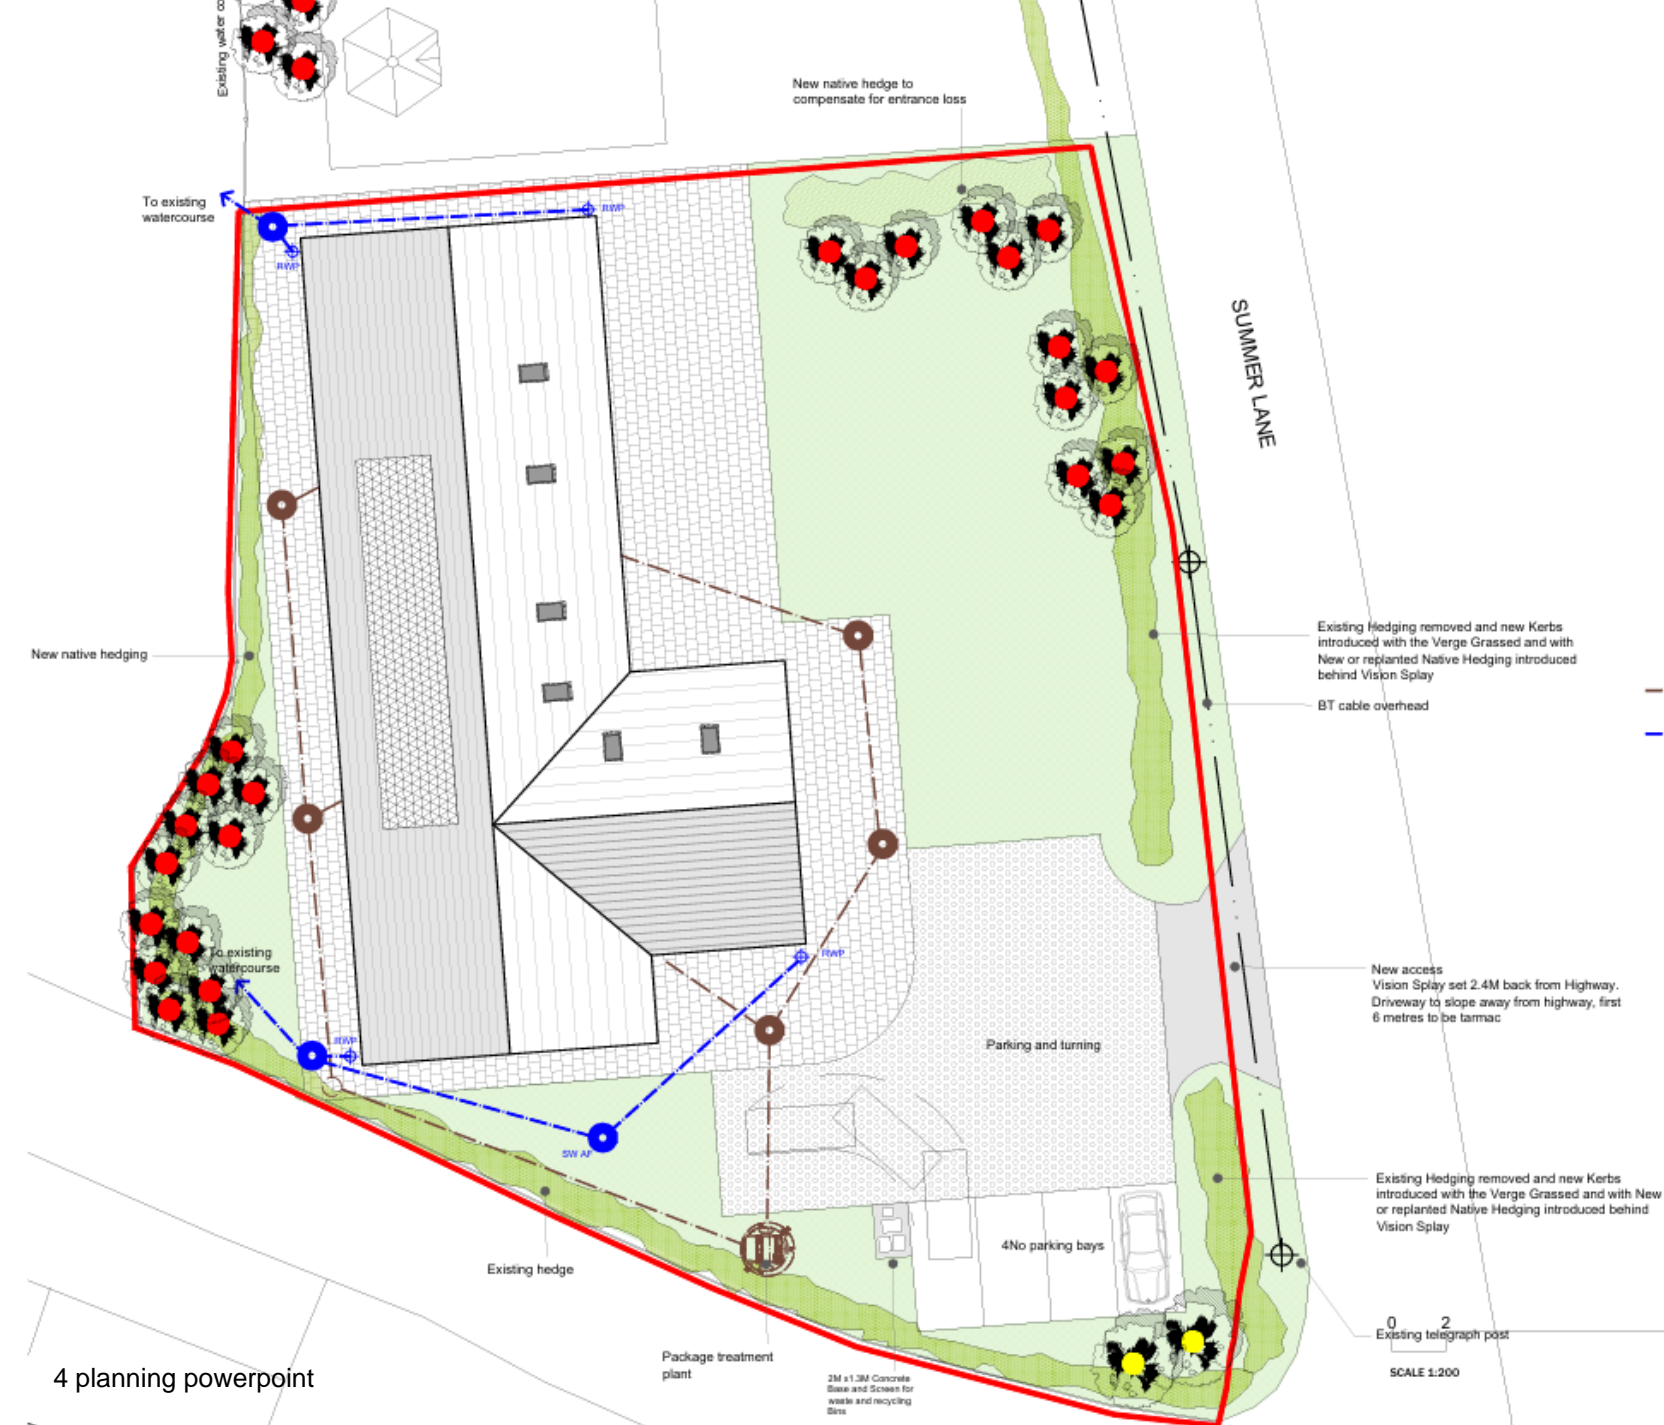 Existing water co
New native hedge to
compensate for entrance loss
To existing
watercourse
RWP
RWP
SUMMER LANE
New native hedging
Existing Hedging removed and new Kerbs
introduced with the Verge Grassed and with
New or replanted Native Hedging introduced
behind Vision Splay
BT cable overhead
To existing
watercourse
RWP
New access
Vision Splay set 2.4M back from Highway.
Driveway to slope away from highway, first
6 metres to be tarmac
RWP
Parking and turning
SW AP
Existing Hedging removed and new Kerbs
introduced with the Verge Grassed and with New
or replanted Native Hedging introduced behind
Vision Splay
4No parking bays
Existing hedge
Existing telegraph post
0 2
SCALE 1:200
Package treatment
plant
2M x1.3M Concrete
Base and Screen for
waste and recycling
Bins
4 planning powerpoint